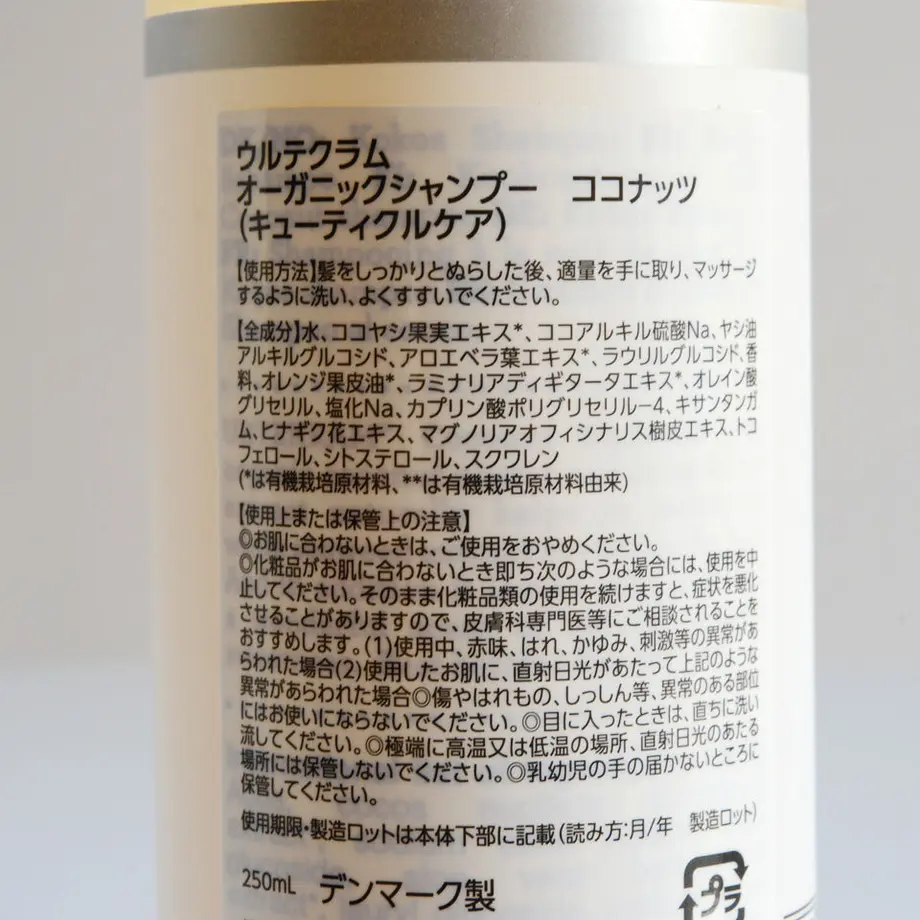 ウルテクラム
オーガニックシャンプー　ココナッツ
(キューティクルケア)
【使用方法】髪をしっかりとぬらした後、適量を手に取り、マッサージ
するように洗い、よくすすいでください。
【全成分】水、ココヤシ果実エキス*、ココアルキル硫酸Na、ヤシ油
アルキルグルコシド、アロエベラ葉エキス*、ラウリルグルコシド、香
料、オレンジ果皮油*、ラミナリアディギタータエキス*、オレイン酸
グリセリル、塩化Na、カプリン酸ポリグリセリル－4、キサンタンガ
ム、ヒナギク花エキス、マグノリアオフィシナリス樹皮エキス、トコ
フェロール、シトステロール、スクワレン
(*は有機栽培原材料、**は有機栽培原材料由来)
【使用上または保管上の注意】
◎お肌に合わないときは、ご使用をおやめください。
◎化粧品がお肌に合わないとき即ち次のような場合には、使用を中
止してください。そのまま化粧品類の使用を続けますと、症状を悪化
させることがありますので、皮膚科専門医等にご相談されることを
おすすめします。(1)使用中、赤味、はれ、かゆみ、刺激等の異常があ
らわれた場合(2)使用したお肌に、直射日光があたって上記のような
異常があらわれた場合◎傷やはれもの、しっしん等、異常のある部位
にはお使いにならないでください。◎目に入ったときは、直ちに洗い
流してください。◎極端に高温又は低温の場所、直射日光のあたる
場所には保管しないでください。◎乳幼児の手の届かないところに
保管してください。
使用期限・製造ロットは本体下部に記載(読み方:月/年　製造ロット)
250mL　デンマーク製
プラ